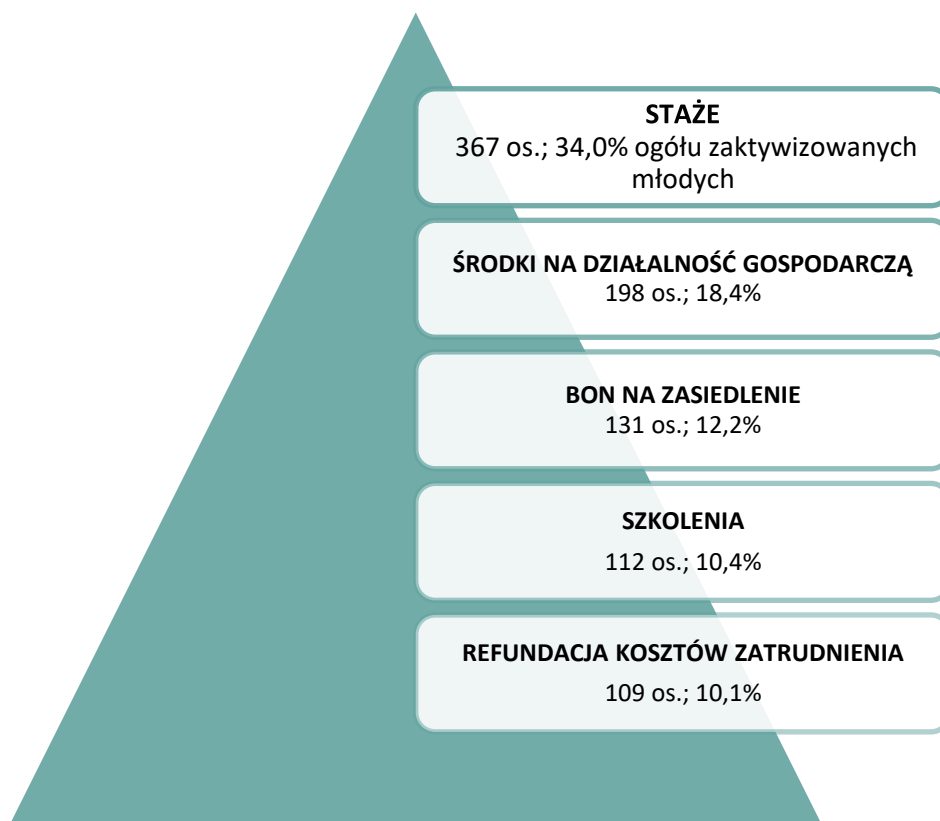 STAŻE
367 os.; 34,0% ogółu zaktywizowanych
młodych
ŚRODKI NA DZIAŁALNOŚĆ GOSPODARCZĄ
198 os.; 18,4%
BON NA ZASIEDLENIE
131 os.; 12,2%
SZKOLENIA
112 os.; 10,4%
REFUNDACJA KOSZTÓW ZATRUDNIENIA
109 os.; 10,1%